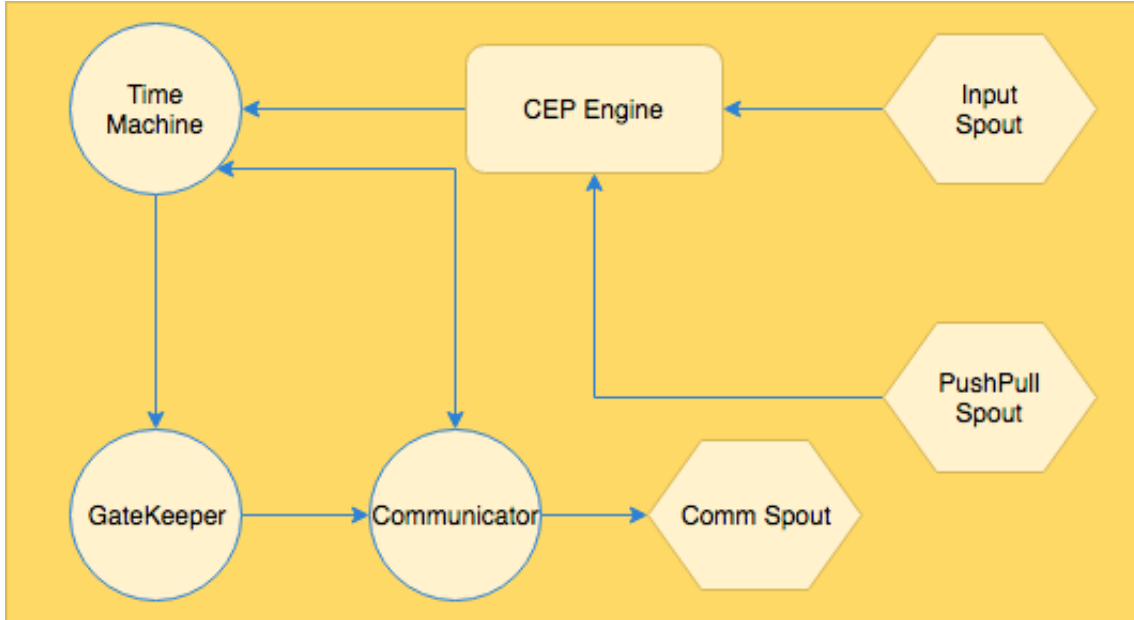 Time
Machine
CEP Engine
Input
Spout
PushPull
Spout
GateKeeper
Communicator
Comm Spout